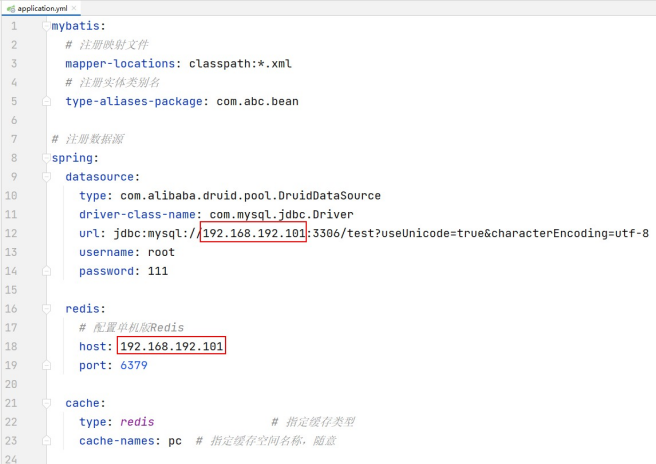 application.yml
1 mybatis:
2 # 注册映射文件
3 mapper-locations: classpath:*.xml
4 # 注册实体类别名
5 type-aliases-package: com.abc.bean
6
7 # 注册数据源
8 spring:
9 datasource:
10 type: com.alibaba.druid.pool.DruidDataSource
11 driver-class-name: com.mysql.jdbc.Driver
12 url: jdbc:mysql://192.168.192.101:3306/test?useUnicode=true&characterEncoding=utf-8
13 username: root
14 password: 111
15
16 redis:
17 # 配置单机版Redis
18 host: 192.168.192.101
19 port: 6379
20
21 cache:
22 type: redis # 指定缓存类型
23 cache-names: pc # 指定缓存空间名称，随意
24